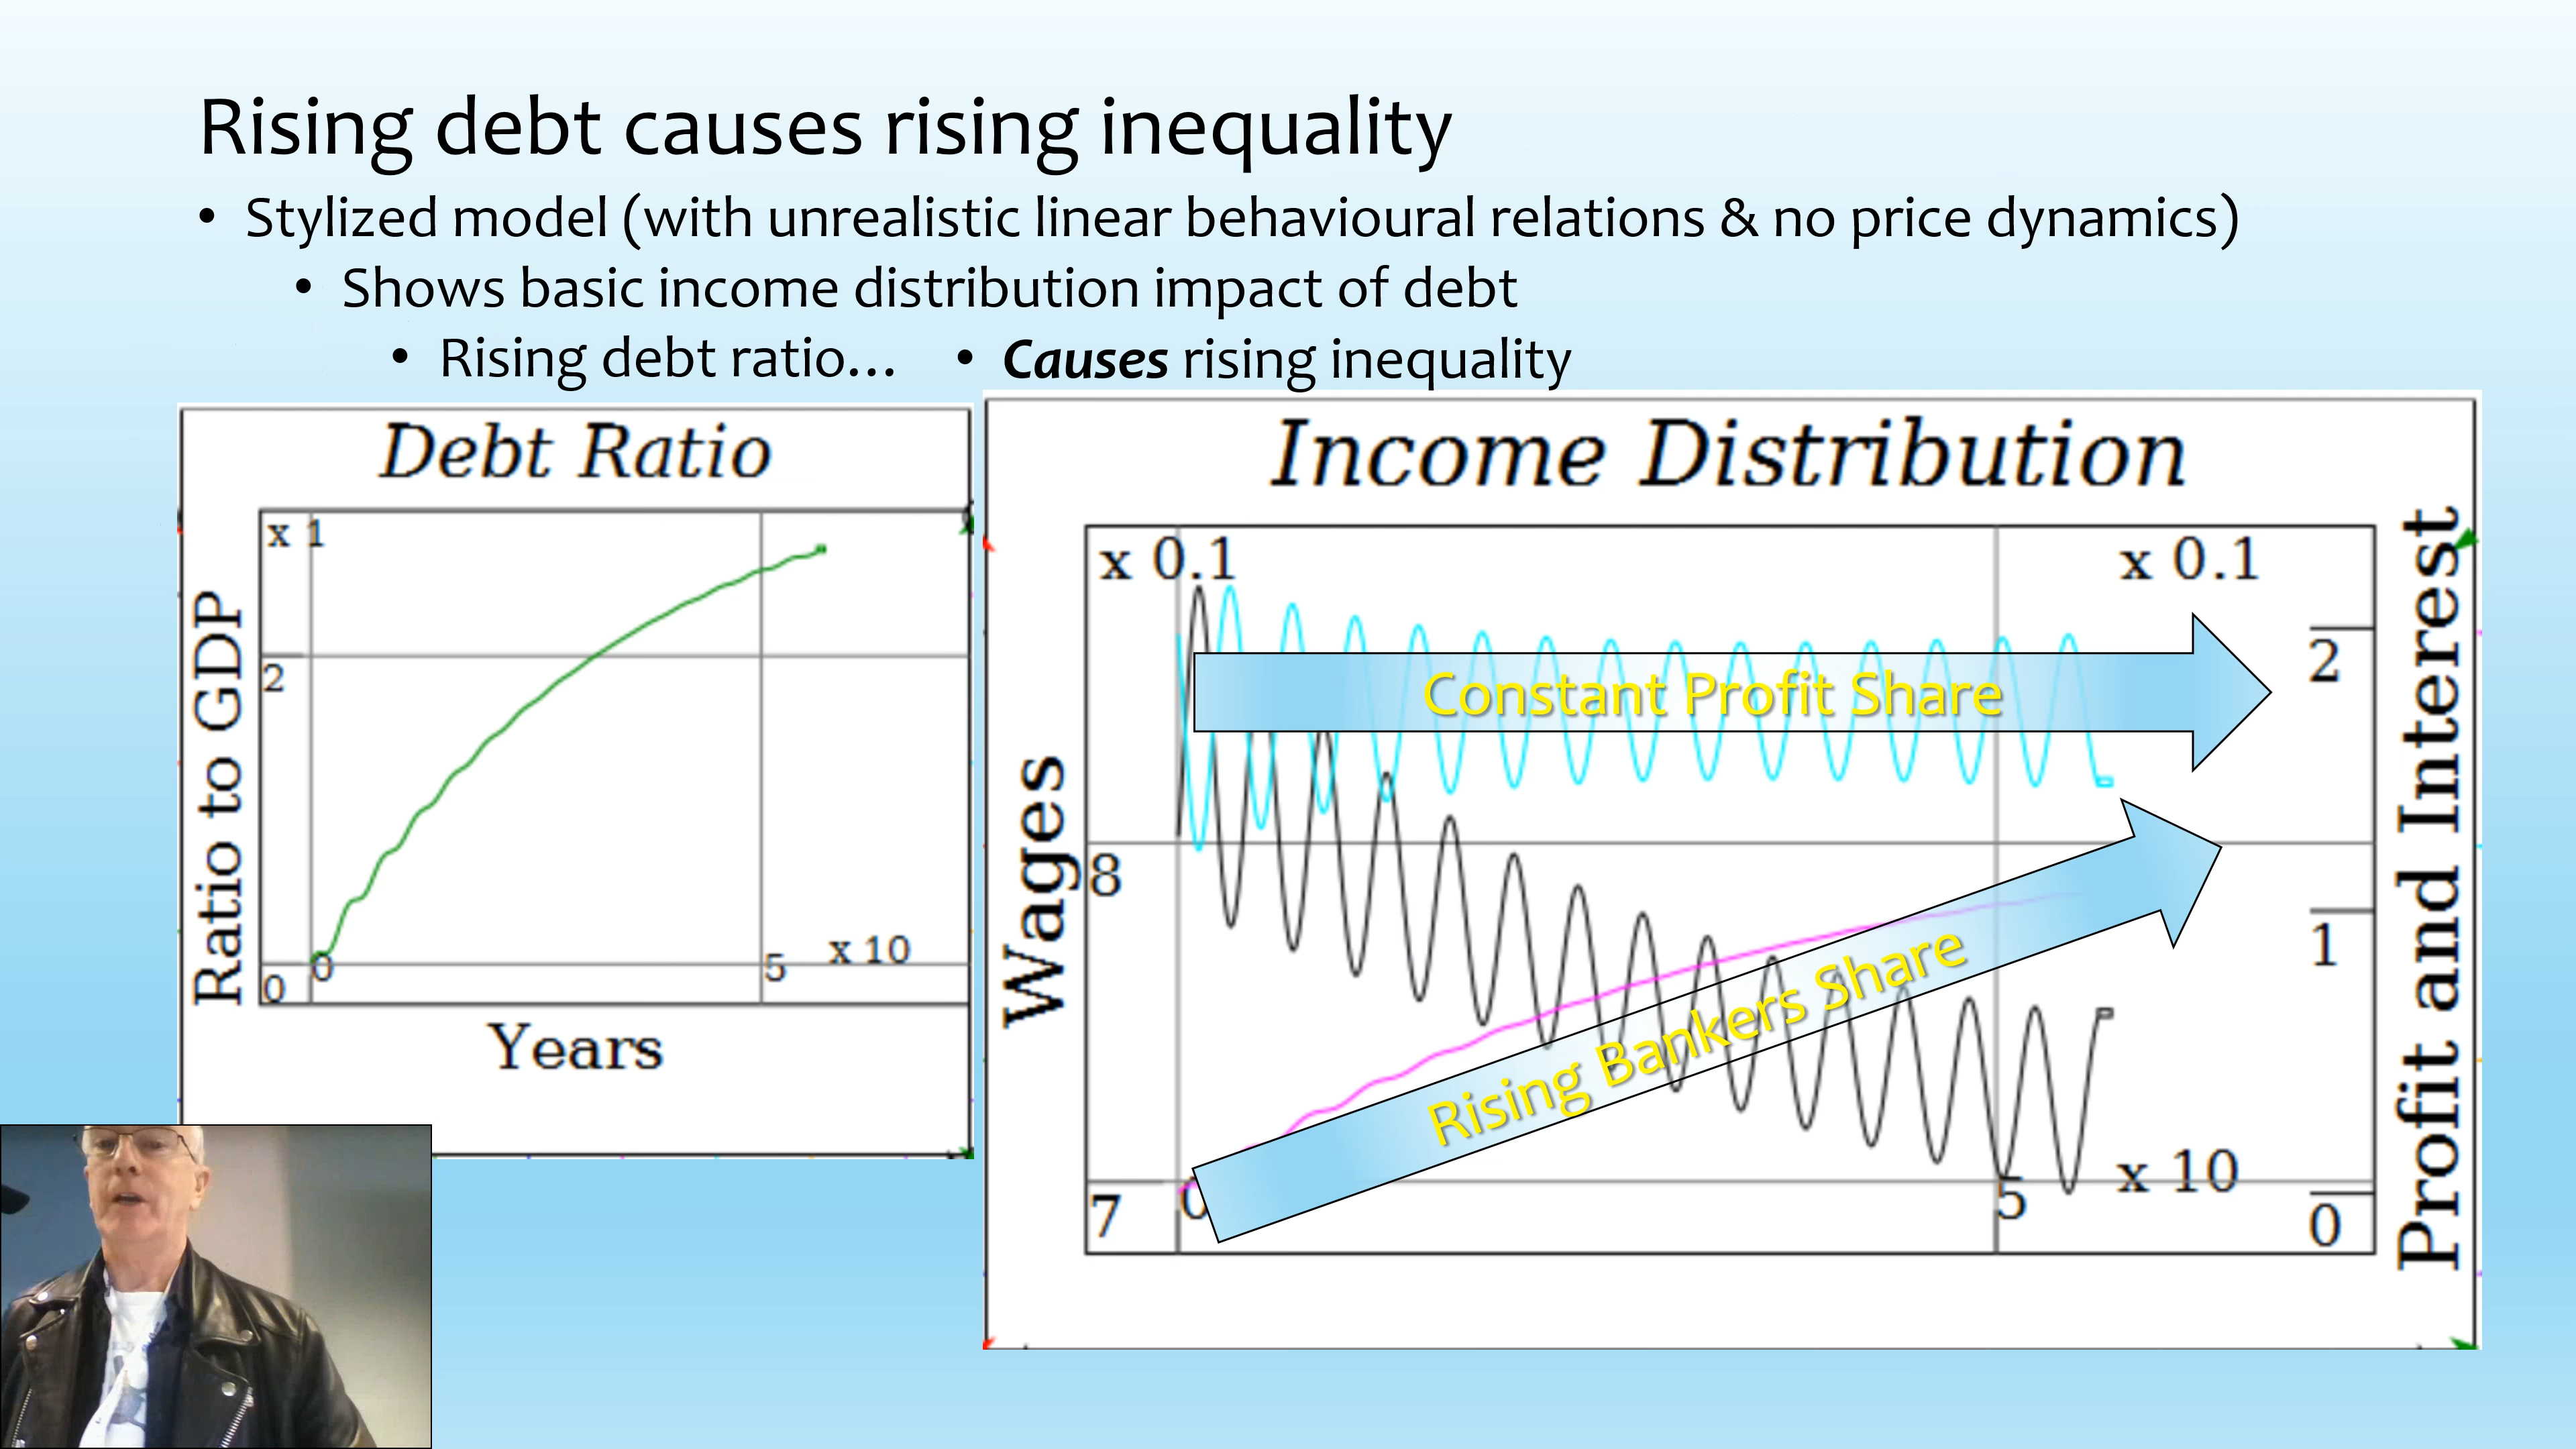 Rising debt causes rising inequality
• Stylized model (with unrealistic linear behavioural relations & no price dynamics)
• Shows basic income distribution impact of debt
• Rising debt ratio... • Causes rising inequality
Debt Ratio
x 1
Ratio to GDP
2
0
0
5
x 10
Years
Income Distribution
x 0.1
x 0.1
Wages
8
7
0
5
x 10
2
1
0
Profit and Interest
Constant Profit Share
Rising Bankers Share